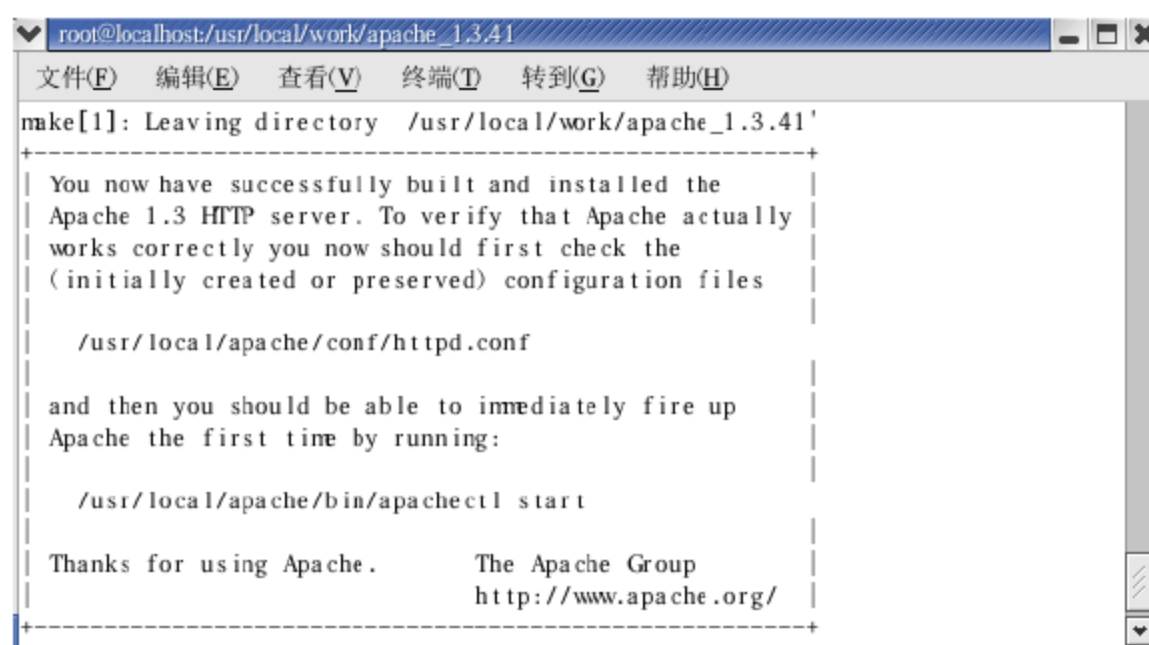 root@localhost:/usr/local/work/apache_1.3.41
文件(F) 编辑(E) 查看(V) 终端(T) 转到(G) 帮助(H)
make[1]: Leaving directory /usr/local/work/apache_1.3.41'
+--------------------------------------------------------+
| You now have successfully built and installed the |
| Apache 1.3 HTTP server. To verify that Apache actually |
| works correctly you now should first check the |
| (initially created or preserved) configuration files |
| |
| /usr/local/apache/conf/httpd.conf
| |
| and then you should be able to immediately fire up |
| Apache the first time by running: |
| |
| /usr/local/apache/bin/apachectl start
| |
| Thanks for using Apache. The Apache Group |
| http://www.apache.org/ |
+--------------------------------------------------------+